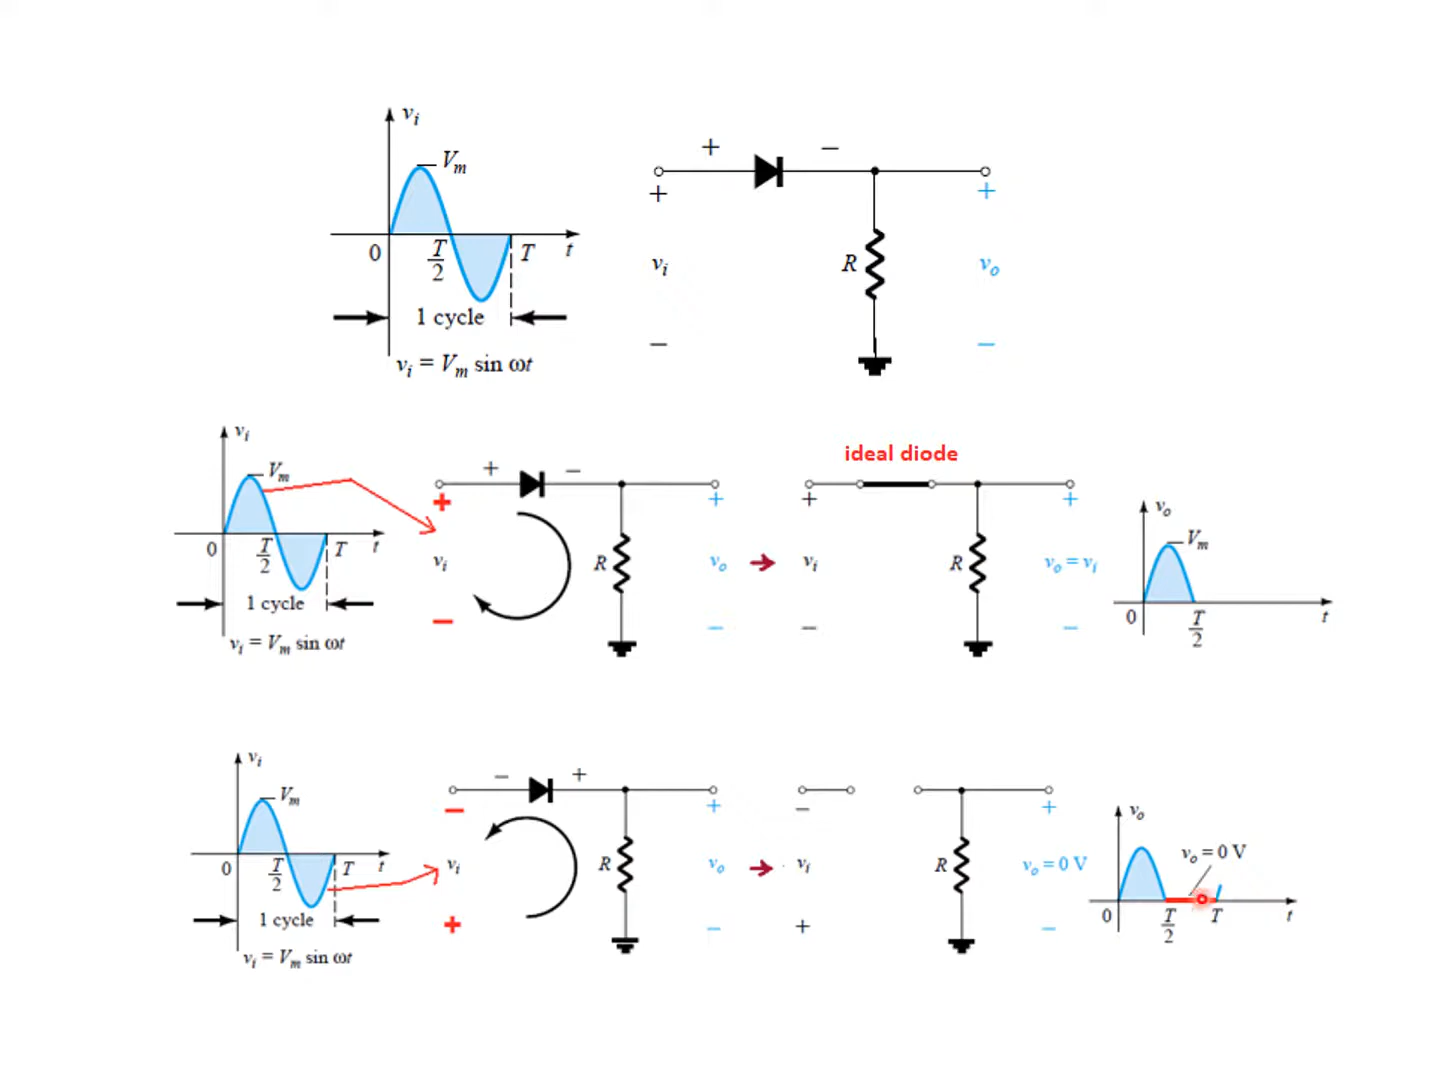 vi
Vm
0
T/2
T
t
1 cycle
vi = Vm sin ωt
+ −
+
vi
−
R
+
vo
−
vi
Vm
0
T/2
T
t
1 cycle
vi = Vm sin ωt
+ −
+
vi
−
R
+
vo
−
ideal diode
+
vi
−
R
+
vo = vi
−
vo
Vm
0
T/2
t
vi
Vm
0
T/2
T
t
1 cycle
vi = Vm sin ωt
− +
−
vi
+
R
+
vo
−
−
vi
+
R
+
vo = 0 V
−
vo
vo = 0 V
0
T/2
T
t